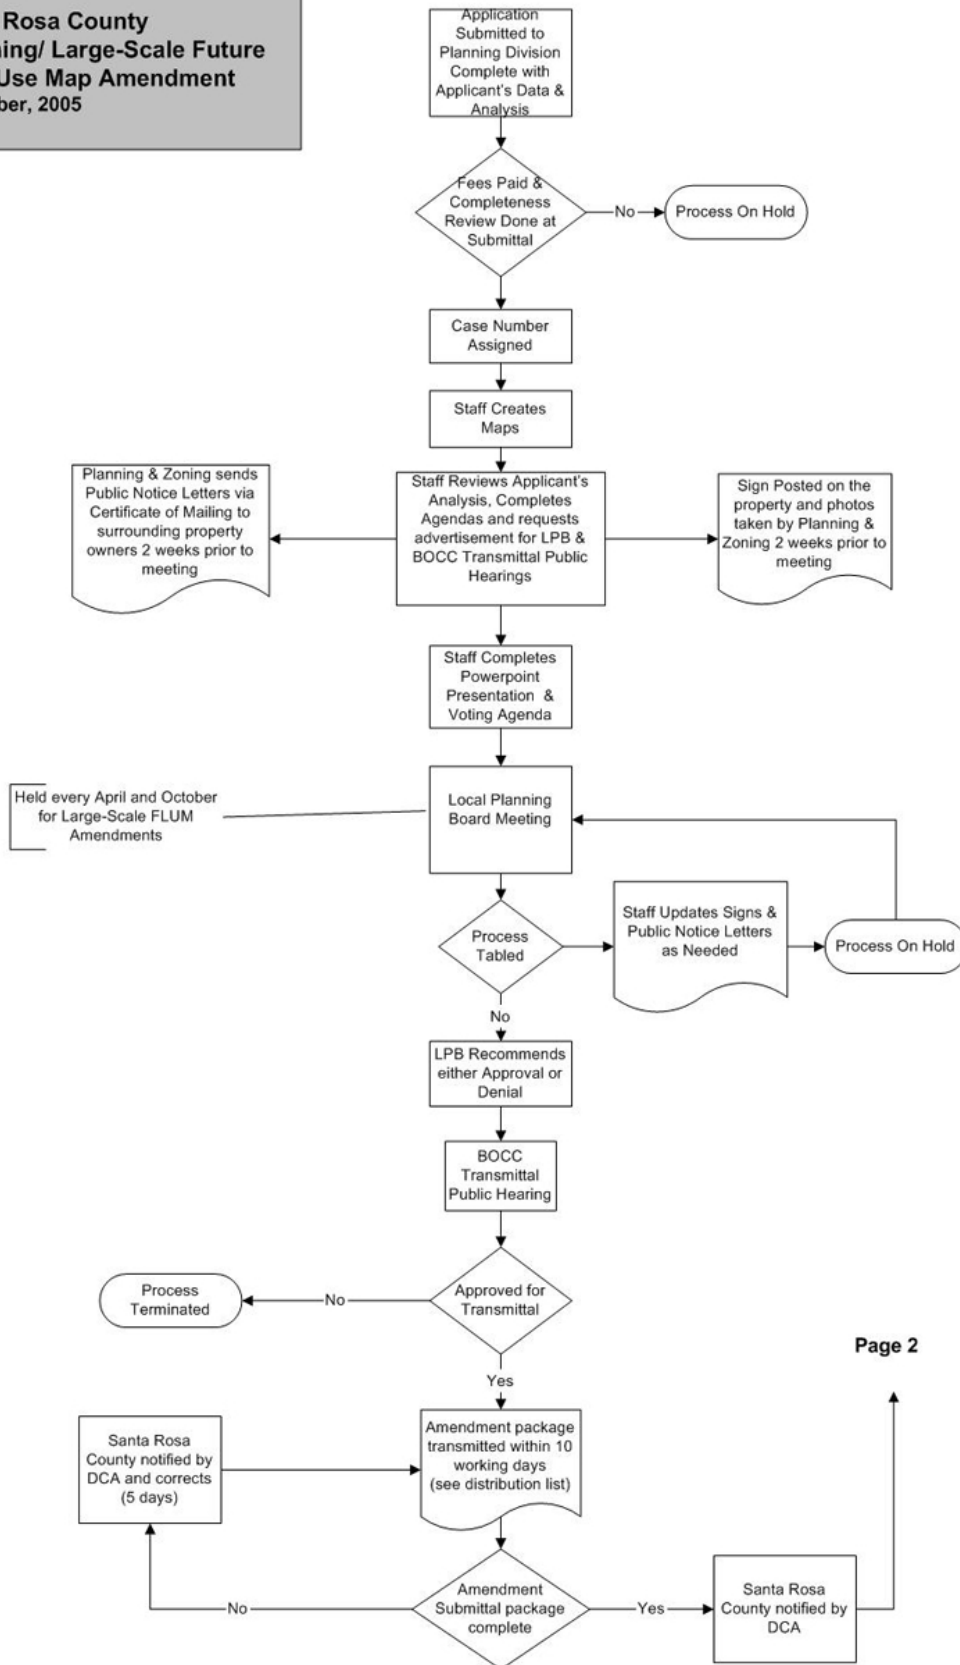 Rosa County
ing/ Large-Scale Future
Use Map Amendment
ber, 2005
Application
Submitted to
Planning Division
Complete with
Applicant's Data &
Analysis
Fees Paid &
Completeness
Review Done at
Submittal
No
Process On Hold
Case Number
Assigned
Staff Creates
Maps
Planning & Zoning sends
Public Notice Letters via
Certificate of Mailing to
surrounding property
owners 2 weeks prior to
meeting
Staff Reviews Applicant's
Analysis, Completes
Agendas and requests
advertisement for LPB &
BOCC Transmittal Public
Hearings
Sign Posted on the
property and photos
taken by Planning &
Zoning 2 weeks prior to
meeting
Staff Completes
Powerpoint
Presentation &
Voting Agenda
Held every April and October
for Large-Scale FLUM
Amendments
Local Planning
Board Meeting
Process
Tabled
Staff Updates Signs &
Public Notice Letters
as Needed
Process On Hold
No
LPB Recommends
either Approval or
Denial
BOCC
Transmittal
Public Hearing
Approved for
Transmittal
No
Process
Terminated
Yes
Page 2
Santa Rosa
County notified by
DCA and corrects
(5 days)
Amendment package
transmitted within 10
working days
(see distribution list)
Amendment
Submittal package
complete
No
Yes
Santa Rosa
County notified by
DCA